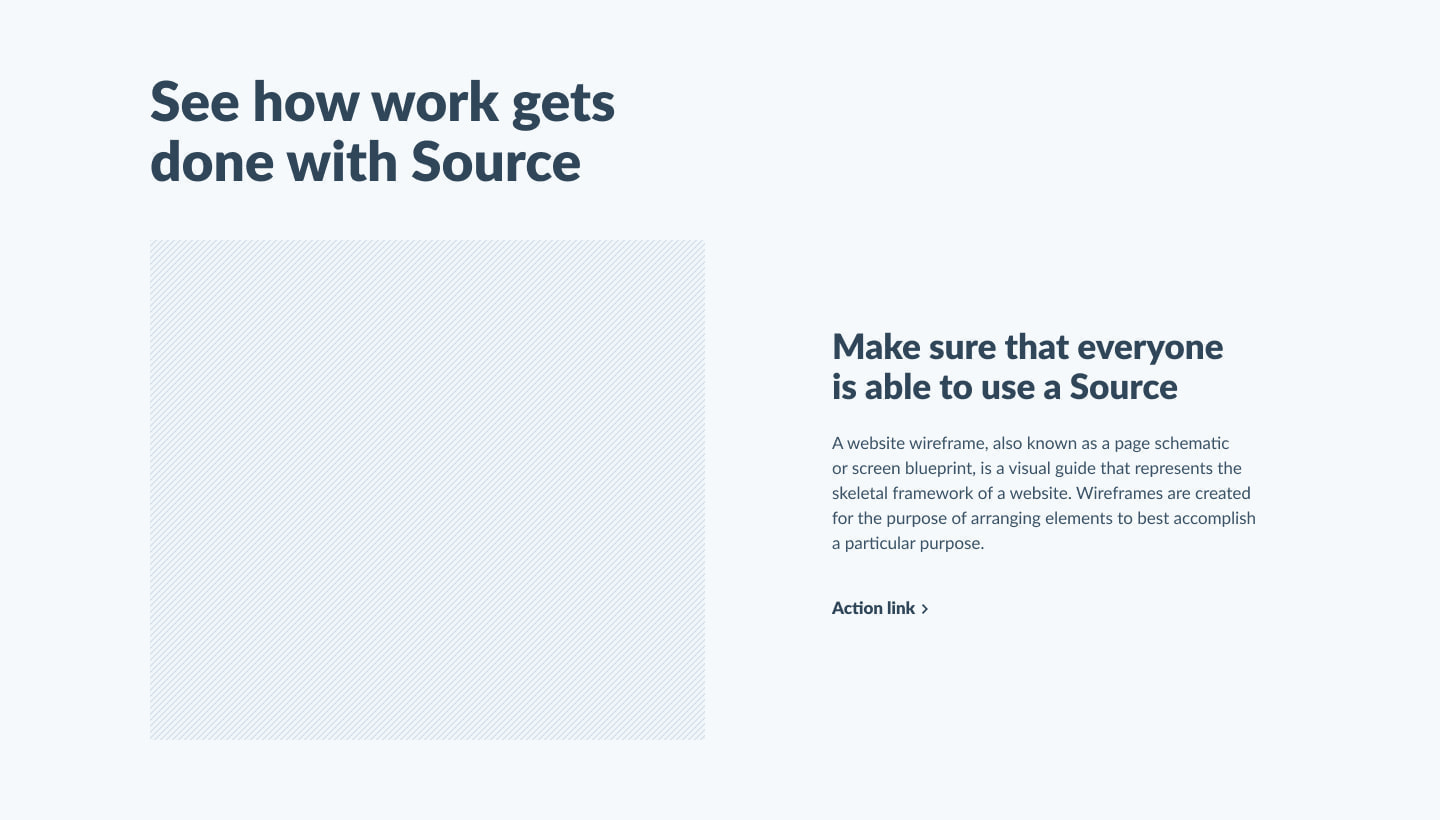 See how work gets
done with Source
Make sure that everyone
is able to use a Source
A website wireframe, also known as a page schematic
or screen blueprint, is a visual guide that represents the
skeletal framework of a website. Wireframes are created
for the purpose of arranging elements to best accomplish
a particular purpose.
Action link